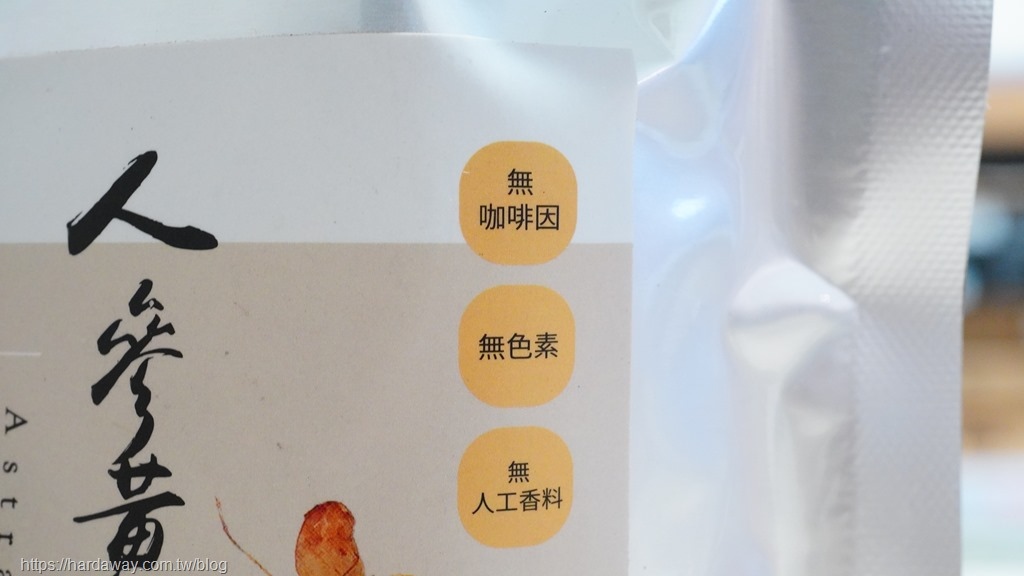 人參黃
Astra
無
咖啡因
無色素
無
人工香料
https://hardaway.com.tw/blog